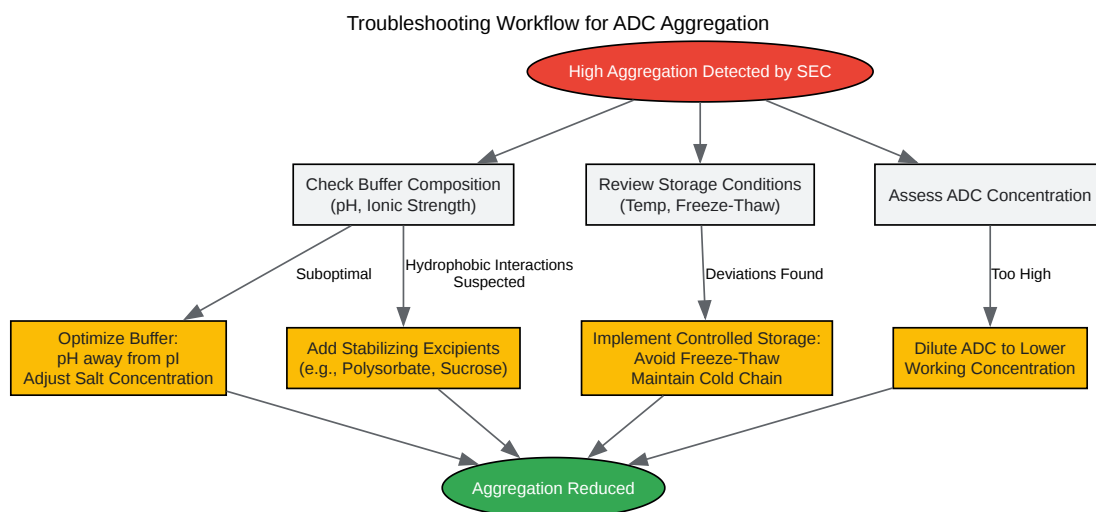 Troubleshooting Workflow for ADC Aggregation
High Aggregation Detected by SEC
Check Buffer Composition
(pH, Ionic Strength)
Review Storage Conditions
(Temp, Freeze-Thaw)
Assess ADC Concentration
Suboptimal
Hydrophobic Interactions
Suspected
Deviations Found
Too High
Optimize Buffer:
pH away from pI
Adjust Salt Concentration
Add Stabilizing Excipients
(e.g., Polysorbate, Sucrose)
Implement Controlled Storage:
Avoid Freeze-Thaw
Maintain Cold Chain
Dilute ADC to Lower
Working Concentration
Aggregation Reduced